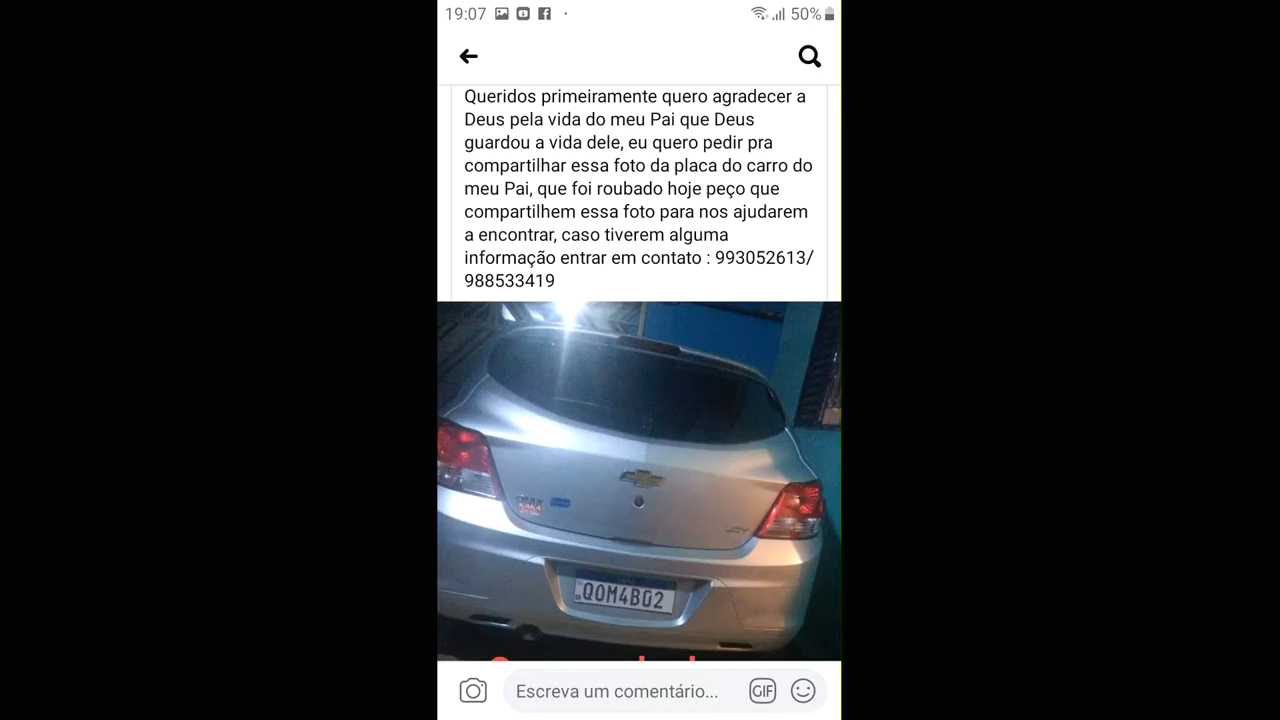 19:07
50%
Queridos primeiramente quero agradecer a
Deus pela vida do meu Pai que Deus
guardou a vida dele, eu quero pedir pra
compartilhar essa foto da placa do carro do
meu Pai, que foi roubado hoje peço que
compartilhem essa foto para nos ajudarem
a encontrar, caso tiverem alguma
informação entrar em contato : 993052613/
988533419
QOM4B02
Escreva um comentário...
GIF